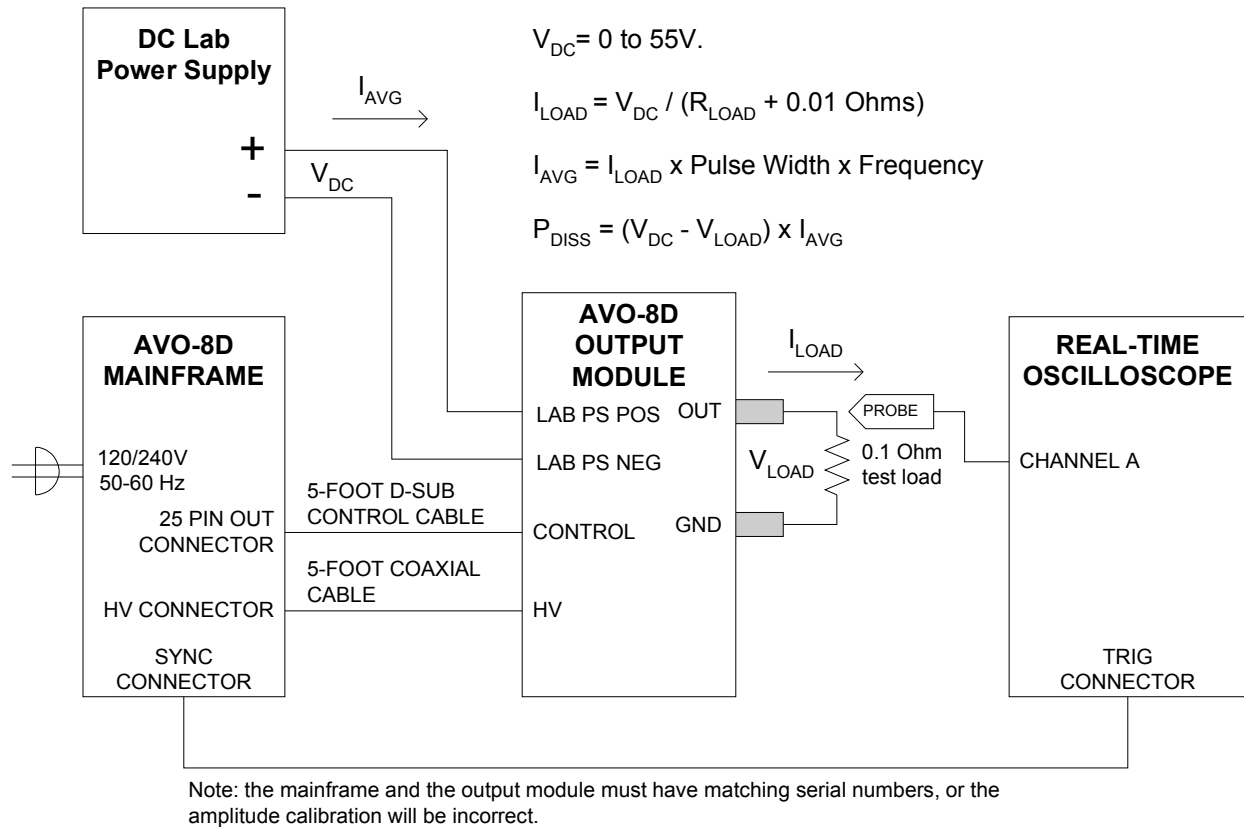 DC Lab
Power Supply
+
-
I_AVG
V_DC
V_DC= 0 to 55V.
I_LOAD = V_DC / (R_LOAD + 0.01 Ohms)
I_AVG = I_LOAD x Pulse Width x Frequency
P_DISS = (V_DC - V_LOAD) x I_AVG
AVO-8D
MAINFRAME
120/240V
50-60 Hz
25 PIN OUT
CONNECTOR
HV CONNECTOR
SYNC
CONNECTOR
5-FOOT D-SUB
CONTROL CABLE
5-FOOT COAXIAL
CABLE
AVO-8D
OUTPUT
MODULE
LAB PS POS
OUT
LAB PS NEG
CONTROL
GND
HV
I_LOAD
PROBE
V_LOAD
0.1 Ohm
test load
REAL-TIME
OSCILLOSCOPE
CHANNEL A
TRIG
CONNECTOR
Note: the mainframe and the output module must have matching serial numbers, or the
amplitude calibration will be incorrect.